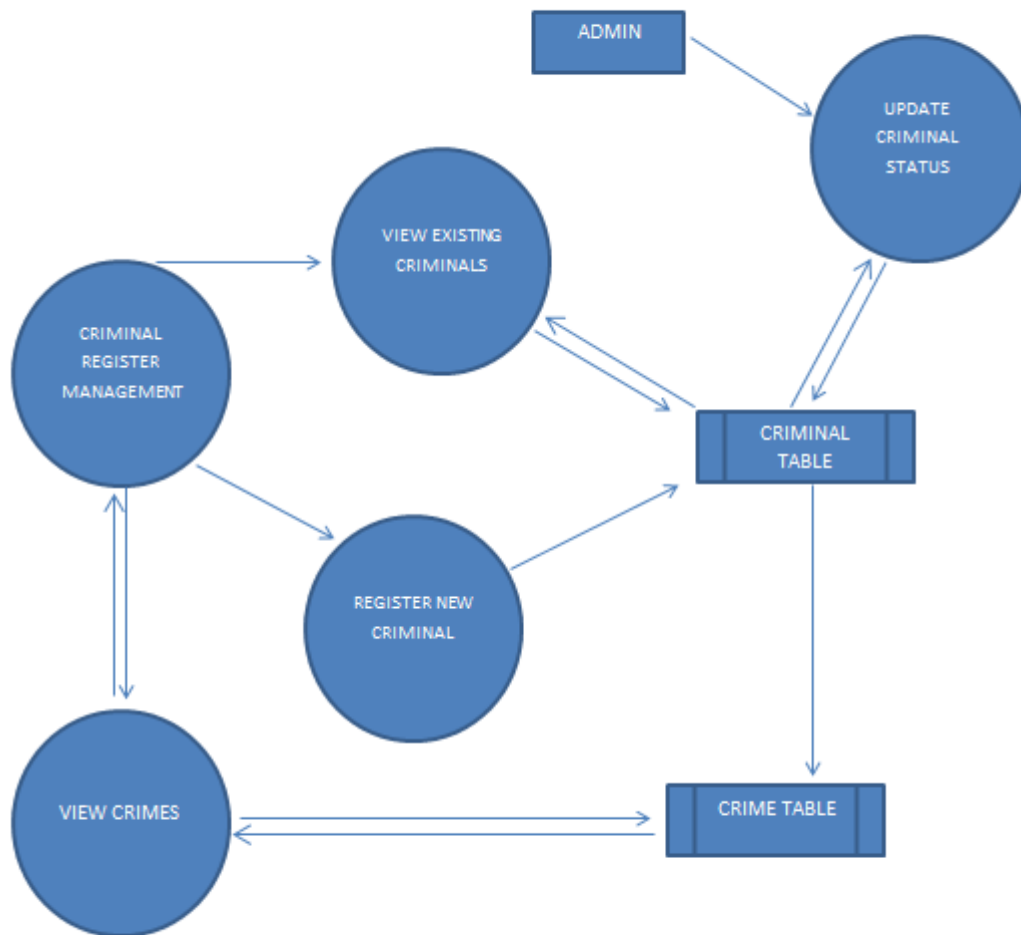 ADMIN
UPDATE
CRIMINAL
STATUS
VIEW EXISTING
CRIMINALS
CRIMINAL
REGISTER
MANAGEMENT
CRIMINAL
TABLE
REGISTER NEW
CRIMINAL
VIEW CRIMES
CRIME TABLE